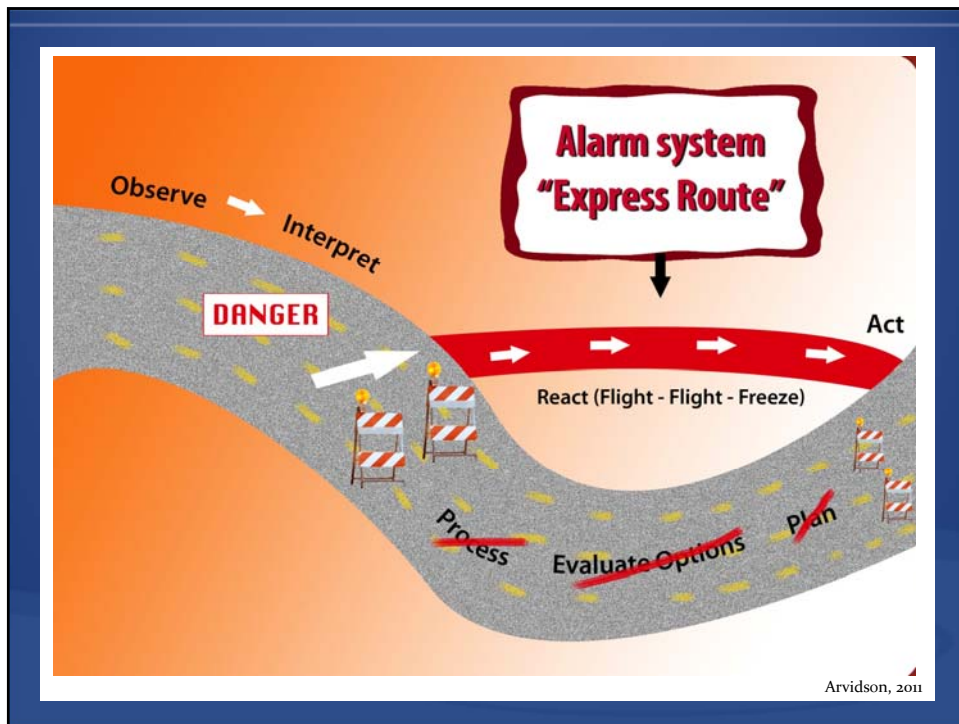 Alarm system
"Express Route"
Observe
Interpret
DANGER
Act
React (Flight - Flight - Freeze)
Process
Evaluate Options
Plan
Arvidson, 2011